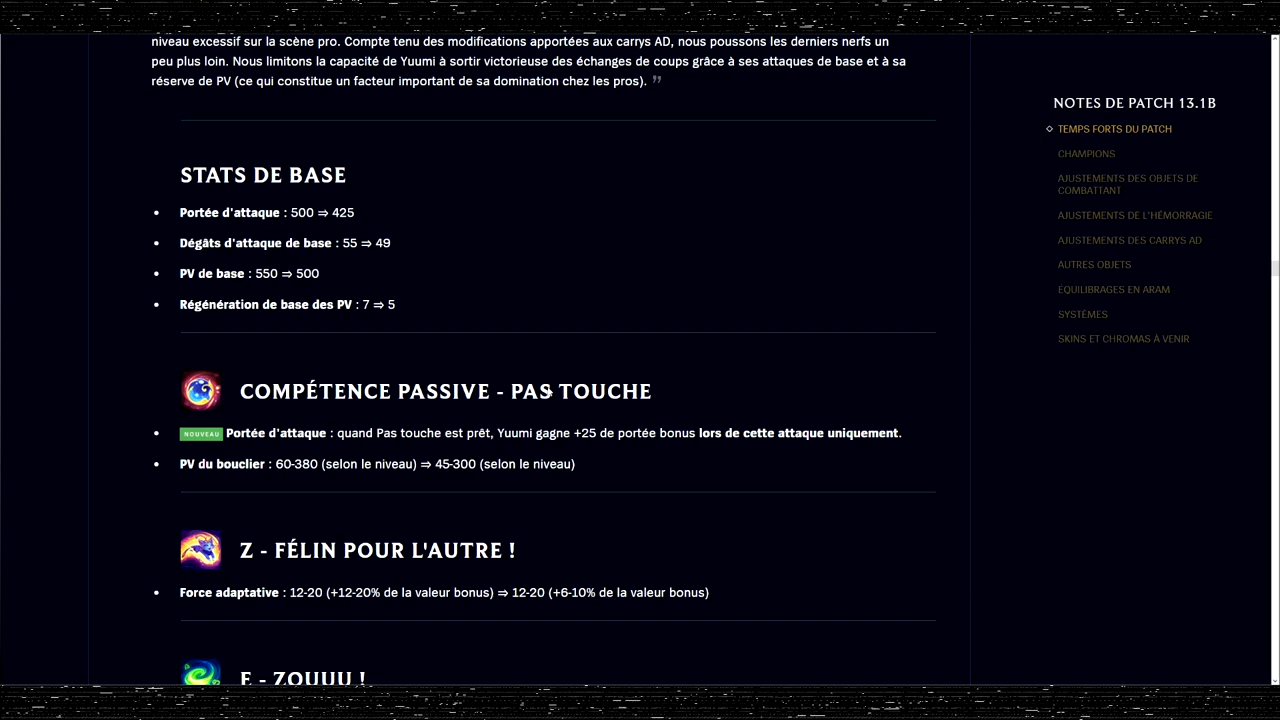 niveau excessif sur la scène pro. Compte tenu des modifications apportées aux carrys AD, nous poussons les derniers nerfs un
peu plus loin. Nous limitons la capacité de Yuumi à sortir victorieuse des échanges de coups grâce à ses attaques de base et à sa
réserve de PV (ce qui constitue un facteur important de sa domination chez les pros). ”
STATS DE BASE
• Portée d'attaque : 500 ⇒ 425
• Dégâts d'attaque de base : 55 ⇒ 49
• PV de base : 550 ⇒ 500
• Régénération de base des PV : 7 ⇒ 5
COMPÉTENCE PASSIVE - PAS TOUCHE
• NOUVEAU Portée d'attaque : quand Pas touche est prêt, Yuumi gagne +25 de portée bonus lors de cette attaque uniquement.
• PV du bouclier : 60-380 (selon le niveau) ⇒ 45-300 (selon le niveau)
Z - FÉLIN POUR L'AUTRE !
• Force adaptative : 12-20 (+12-20% de la valeur bonus) ⇒ 12-20 (+6-10% de la valeur bonus)
E - ZOUUU !
NOTES DE PATCH 13.1B
TEMPS FORTS DU PATCH
CHAMPIONS
AJUSTEMENTS DES OBJETS DE
COMBATTANT
AJUSTEMENTS DE L'HÉMORRAGIE
AJUSTEMENTS DES CARRYS AD
AUTRES OBJETS
ÉQUILIBRAGES EN ARAM
SYSTÈMES
SKINS ET CHROMAS À VENIR